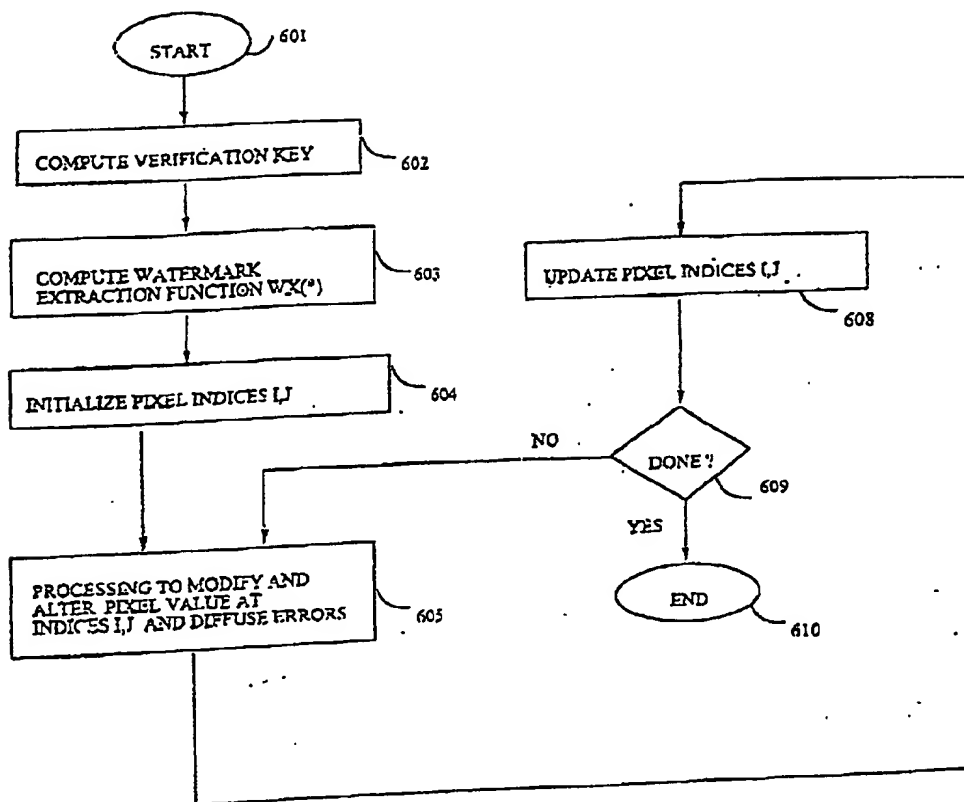 START
601
COMPUTE VERIFICATION KEY
602
COMPUTE WATERMARK
EXTRACTION FUNCTION WX(*)
603
INITIALIZE PIXEL INDICES I,J
604
PROCESSING TO MODIFY AND
ALTER PIXEL VALUE AT
INDICES I,J AND DIFFUSE ERRORS
605
UPDATE PIXEL INDICES I,J
608
DONE?
609
NO
YES
END
610